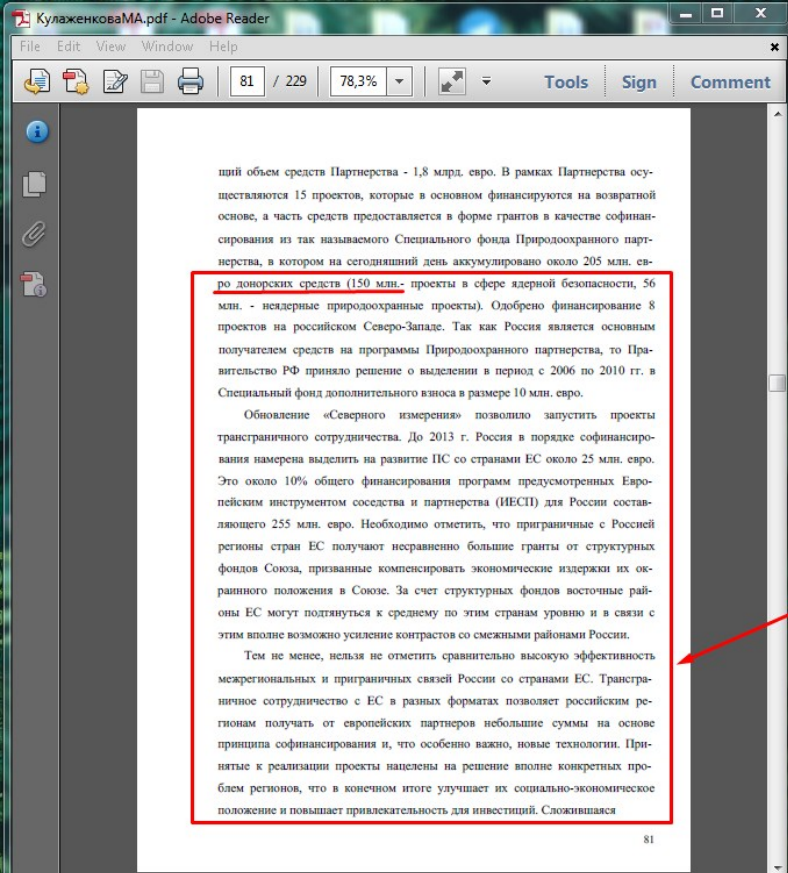 КулаженковаМА.pdf - Adobe Reader
File Edit View Window Help
81 / 229 78,3% Tools Sign Comment
щий объем средств Партнерства - 1,8 млрд. евро. В рамках Партнерства осу-
ществляются 15 проектов, которые в основном финансируются на возвратной
основе, а часть средств предоставляется в форме грантов в качестве софинан-
сирования из так называемого Специального фонда Природоохранного парт-
нерства, в котором на сегодняшний день аккумулировано около 205 млн. ев-
ро донорских средств (150 млн.- проекты в сфере ядерной безопасности, 56
млн. - неядерные природоохранные проекты). Одобрено финансирование 8
проектов на российском Северо-Западе. Так как Россия является основным
получателем средств на программы Природоохранного партнерства, то Пра-
вительство РФ приняло решение о выделении в период с 2006 по 2010 гг. в
Специальный фонд дополнительного взноса в размере 10 млн. евро.
Обновление «Северного измерения» позволило запустить проекты
трансграничного сотрудничества. До 2013 г. Россия в порядке софинансиро-
вания намерена выделить на развитие ПС со странами ЕС около 25 млн. евро.
Это около 10% общего финансирования программ предусмотренных Евро-
пейским инструментом соседства и партнерства (ИЕСП) для России состав-
ляющего 255 млн. евро. Необходимо отметить, что приграничные с Россией
регионы стран ЕС получают несравненно большие гранты от структурных
фондов Союза, призванные компенсировать экономические издержки их ок-
раинного положения в Союзе. За счет структурных фондов восточные рай-
оны ЕС могут подтянуться к среднему по этим странам уровню и в связи с
этим вполне возможно усиление контрастов со смежными районами России.
Тем не менее, нельзя не отметить сравнительно высокую эффективность
межрегиональных и приграничных связей России со странами ЕС. Трансгра-
ничное сотрудничество с ЕС в разных форматах позволяет российским ре-
гионам получать от европейских партнеров небольшие суммы на основе
принципа софинансирования и, что особенно важно, новые технологии. При-
нятые к реализации проекты нацелены на решение вполне конкретных про-
блем регионов, что в конечном итоге улучшает их социально-экономическое
положение и повышает привлекательность для инвестиций. Сложившаяся
81